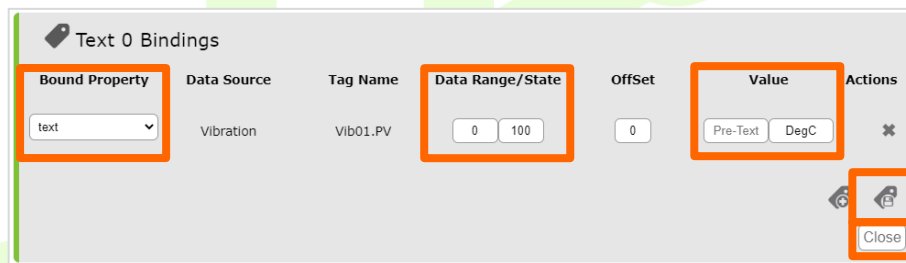 Text 0 Bindings
Bound Property Data Source Tag Name Data Range/State OffSet Value Actions
text Vibration Vib01.PV 0 100 0 Pre-Text DegC
Close